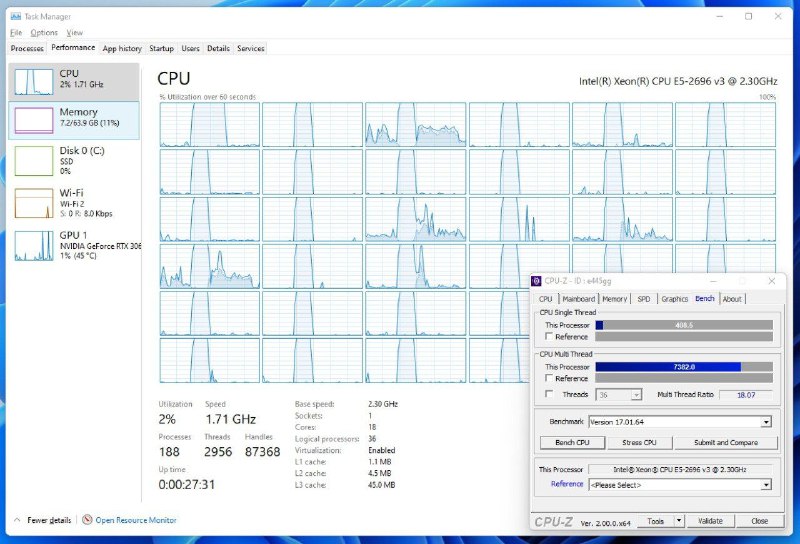 Task Manager
File Options View
Processes Performance App history Startup Users Details Services
CPU
2% 1.71 GHz
Memory
7.2/63.9 GB (11%)
Disk 0 (C:)
SSD
0%
Wi-Fi
Wi-Fi 2
S: 0 R: 8.0 Kbps
GPU 1
NVIDIA GeForce RTX 306
1% (45 °C)
CPU
Intel(R) Xeon(R) CPU E5-2696 v3 @ 2.30GHz
% Utilization over 60 seconds
100%
Utilization Speed
2% 1.71 GHz
Processes Threads Handles
188 2956 87368
Up time
0:00:27:31
Base speed: 2.30 GHz
Sockets: 1
Cores: 18
Logical processors: 36
Virtualization: Enabled
L1 cache: 1.1 MB
L2 cache: 4.5 MB
L3 cache: 45.0 MB
Fewer details Open Resource Monitor
CPU-Z - ID : e445gg
CPU Mainboard Memory SPD Graphics Bench About
CPU Single Thread
This Processor 408.5
Reference
CPU Multi Thread
This Processor 7382.0
Reference
Threads 36 Multi Thread Ratio 18.07
Benchmark Version 17.01.64
Bench CPU Stress CPU Submit and Compare
This Processor Intel® Xeon® CPU E5-2696 v3 @ 2.30GHz
Reference <Please Select>
CPU-Z Ver. 2.00.0.x64 Tools Validate Close